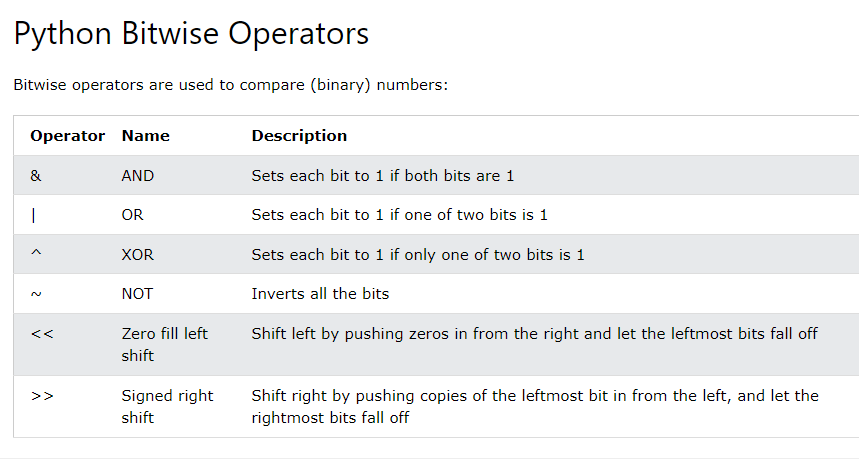 Python Bitwise Operators
Bitwise operators are used to compare (binary) numbers:
Operator Name Description
& AND Sets each bit to 1 if both bits are 1
| OR Sets each bit to 1 if one of two bits is 1
^ XOR Sets each bit to 1 if only one of two bits is 1
~ NOT Inverts all the bits
<< Zero fill left Shift left by pushing zeros in from the right and let the leftmost bits fall off
shift
>> Signed right Shift right by pushing copies of the leftmost bit in from the left, and let the
shift rightmost bits fall off